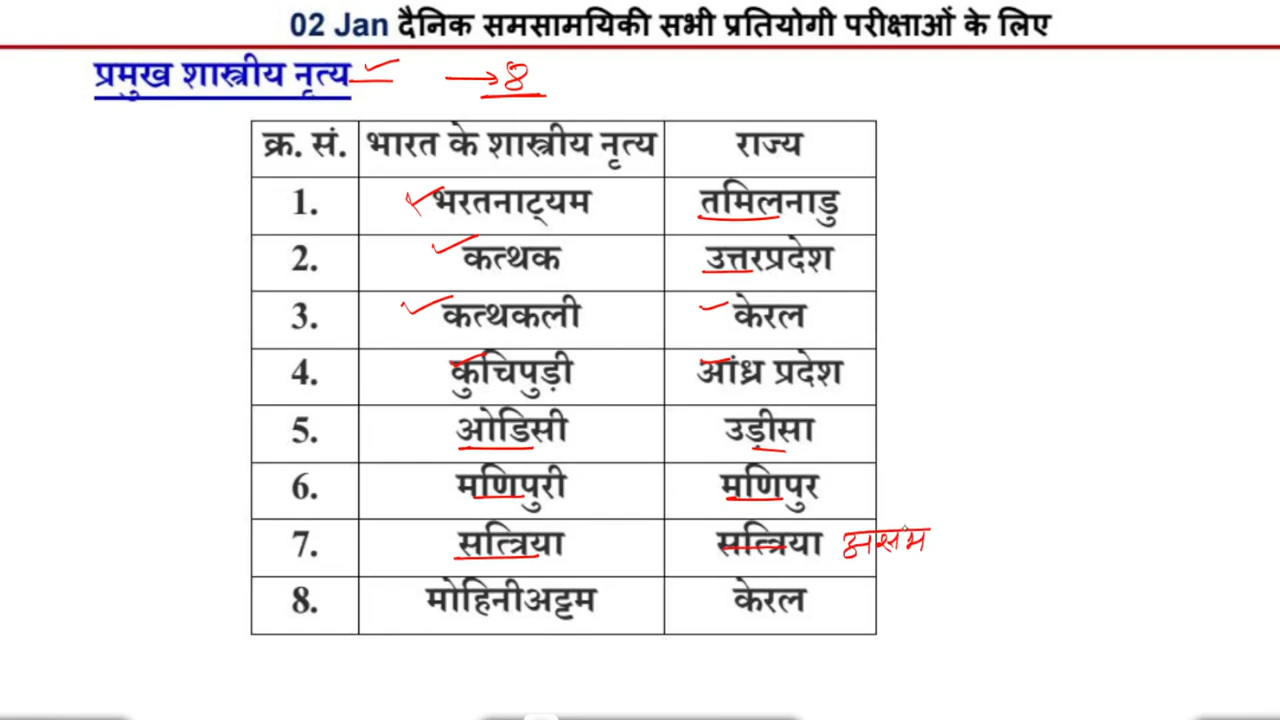 02 Jan दैनिक समसामयिकी सभी प्रतियोगी परीक्षाओं के लिए
प्रमुख शास्त्रीय नृत्य → 8
क्र. सं. भारत के शास्त्रीय नृत्य राज्य
1. भरतनाट्यम तमिलनाडु
2. कत्थक उत्तरप्रदेश
3. कत्थकली केरल
4. कुचिपुड़ी आंध्र प्रदेश
5. ओडिसी उड़ीसा
6. मणिपुरी मणिपुर
7. सत्त्रिया सत्त्रिया असम
8. मोहिनीअट्टम केरल